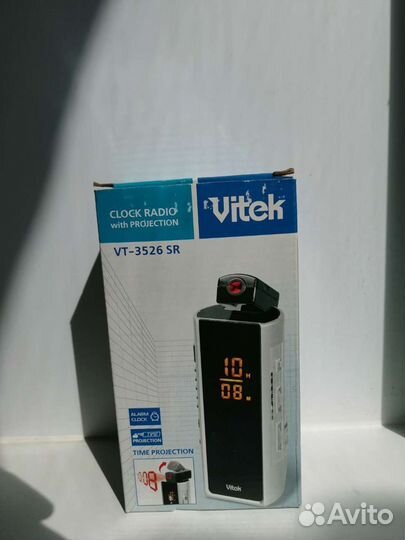 CLOCK RADIO
with PROJECTION
Vitek
VT-3526 SR
10 H
08 M
ALARM
CLOCK
PROJECTION
TIME PROJECTION
Vitek
Avito